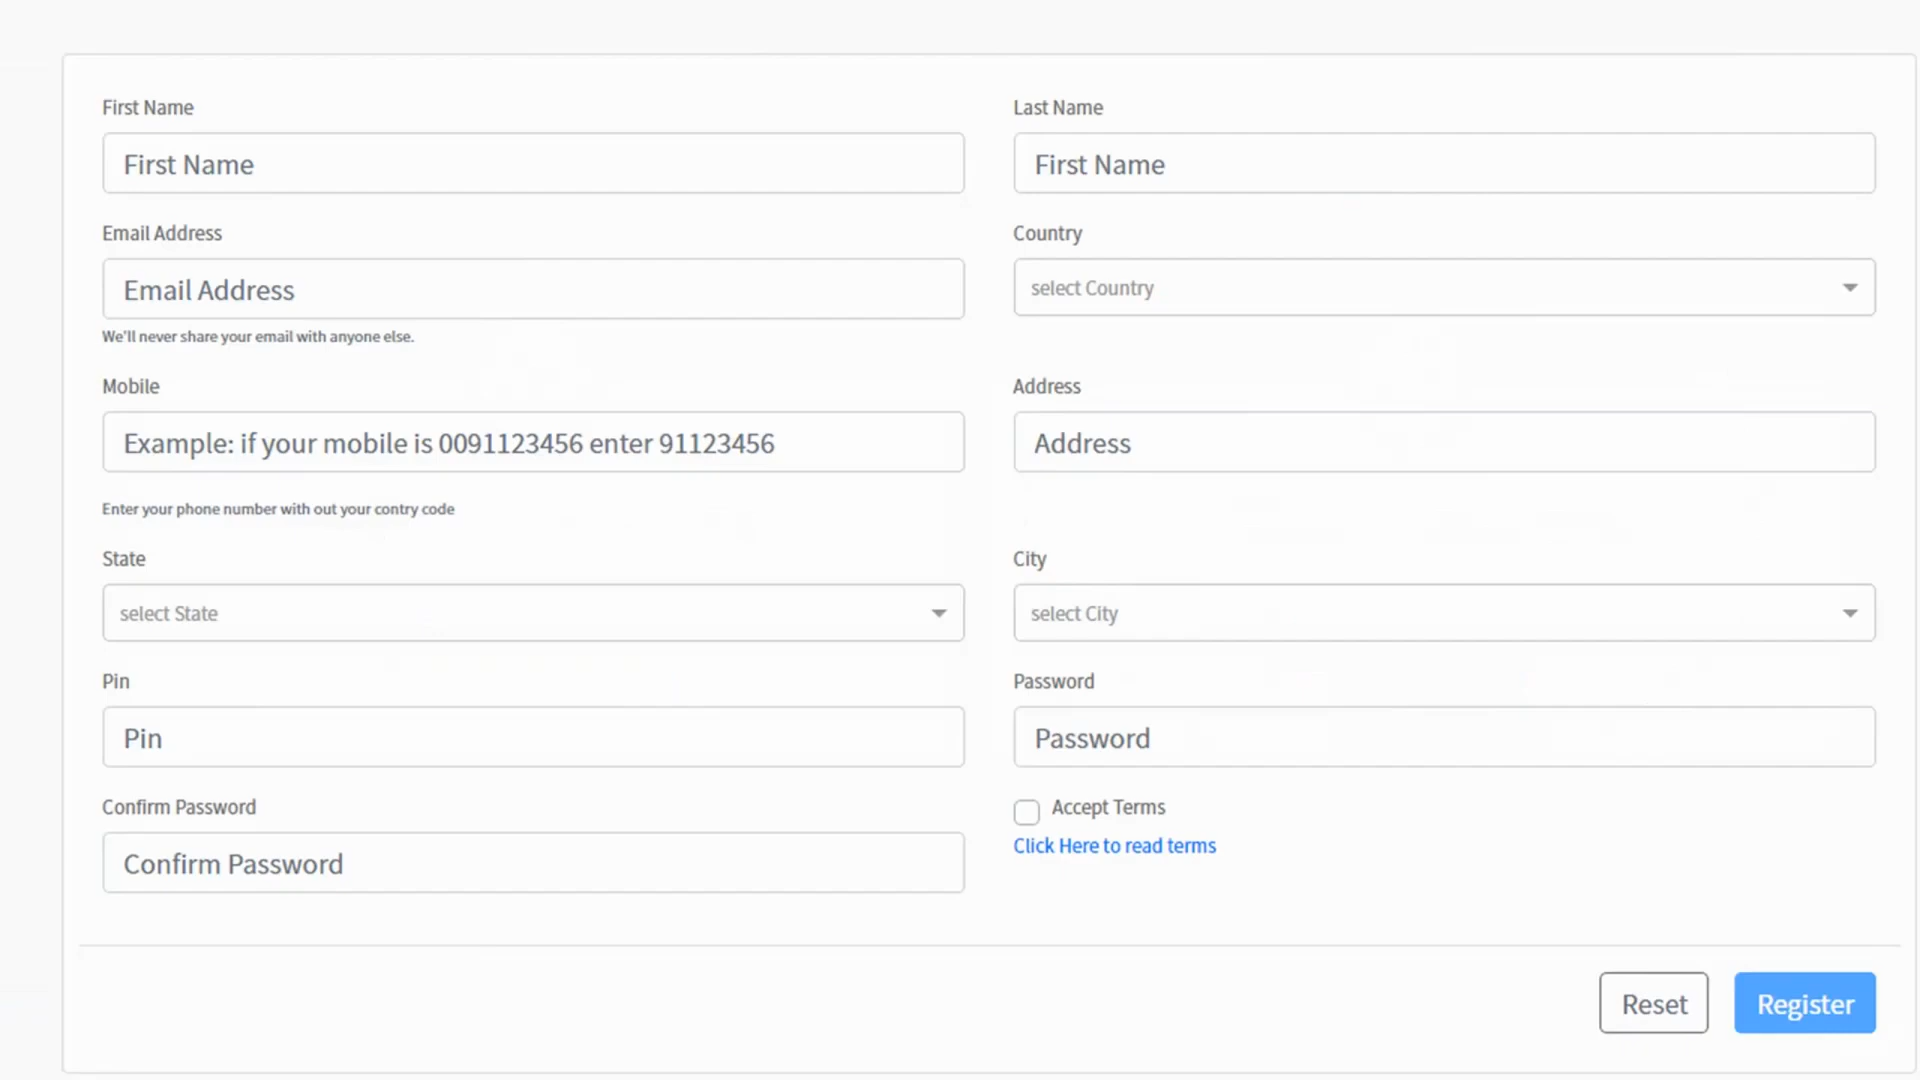 First Name
Last Name
First Name
First Name
Email Address
Country
Email Address
select Country
We'll never share your email with anyone else.
Mobile
Address
Example: if your mobile is 0091123456 enter 91123456
Address
Enter your phone number with out your contry code
State
City
select State
select City
Pin
Password
Pin
Password
Confirm Password
Accept Terms
Click Here to read terms
Confirm Password
Reset
Register